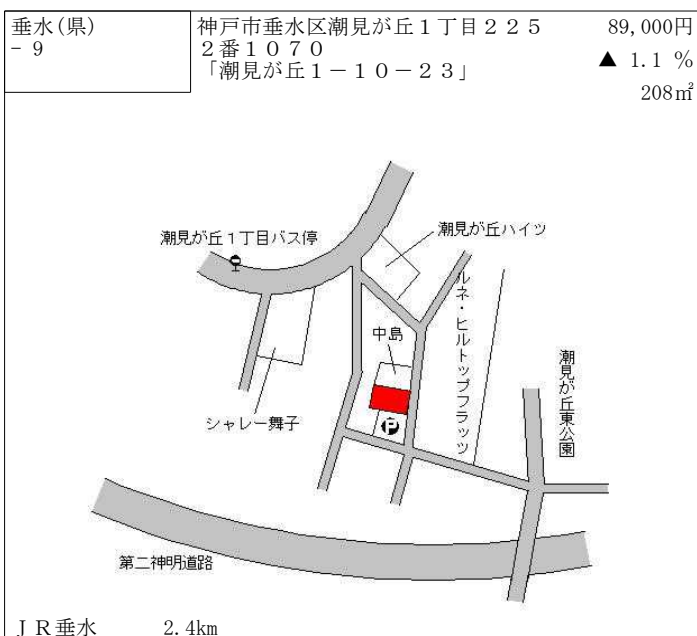 垂水(県)
－9
神戸市垂水区潮見が丘１丁目２２５
２番１０７０
「潮見が丘１－１０－２３」
89,000円
▲ 1.1 %
208㎡
潮見が丘１丁目バス停
潮見が丘ハイツ
ルネ・ヒルトップフラッツ
中島
潮見が丘東公園
シャレー舞子
P
第二神明道路
ＪＲ垂水 2.4km